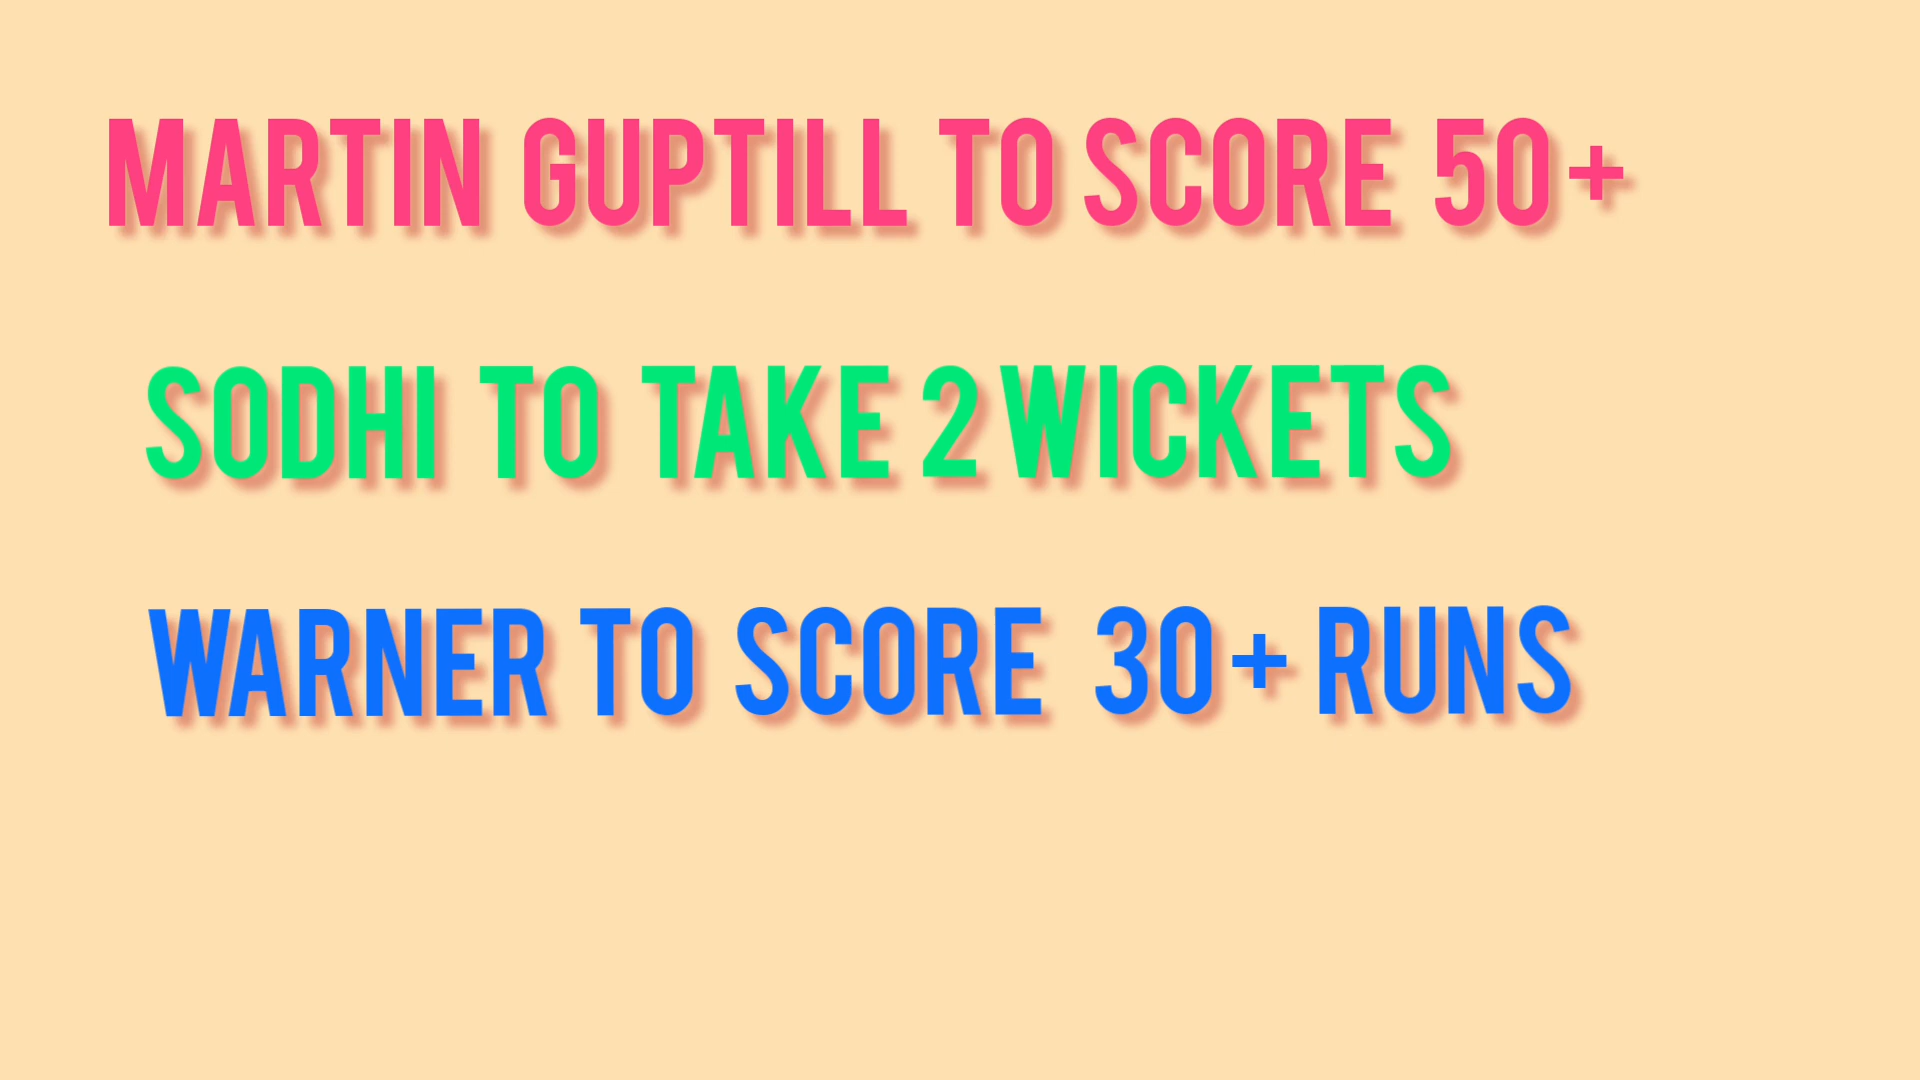 MARTIN GUPTILL TO SCORE 50+
SODHI TO TAKE 2 WICKETS
WARNER TO SCORE 30+ RUNS